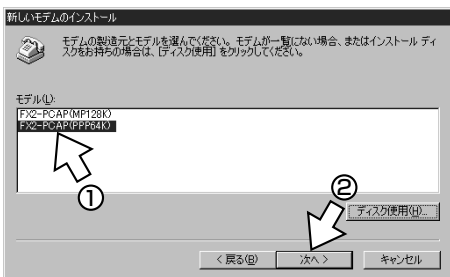 新しいモデムのインストール
モデムの製造元とモデルを選んでください。モデムが一覧にない場合、またはインストール ディ
スクをお持ちの場合は、[ディスク使用] をクリックしてください。
モデル(L):
FX2-PCAP(MP128K)
FX2-PCAP(PPP64K)
①
②
ディスク使用(H)...
< 戻る(B)
次へ >
キャンセル